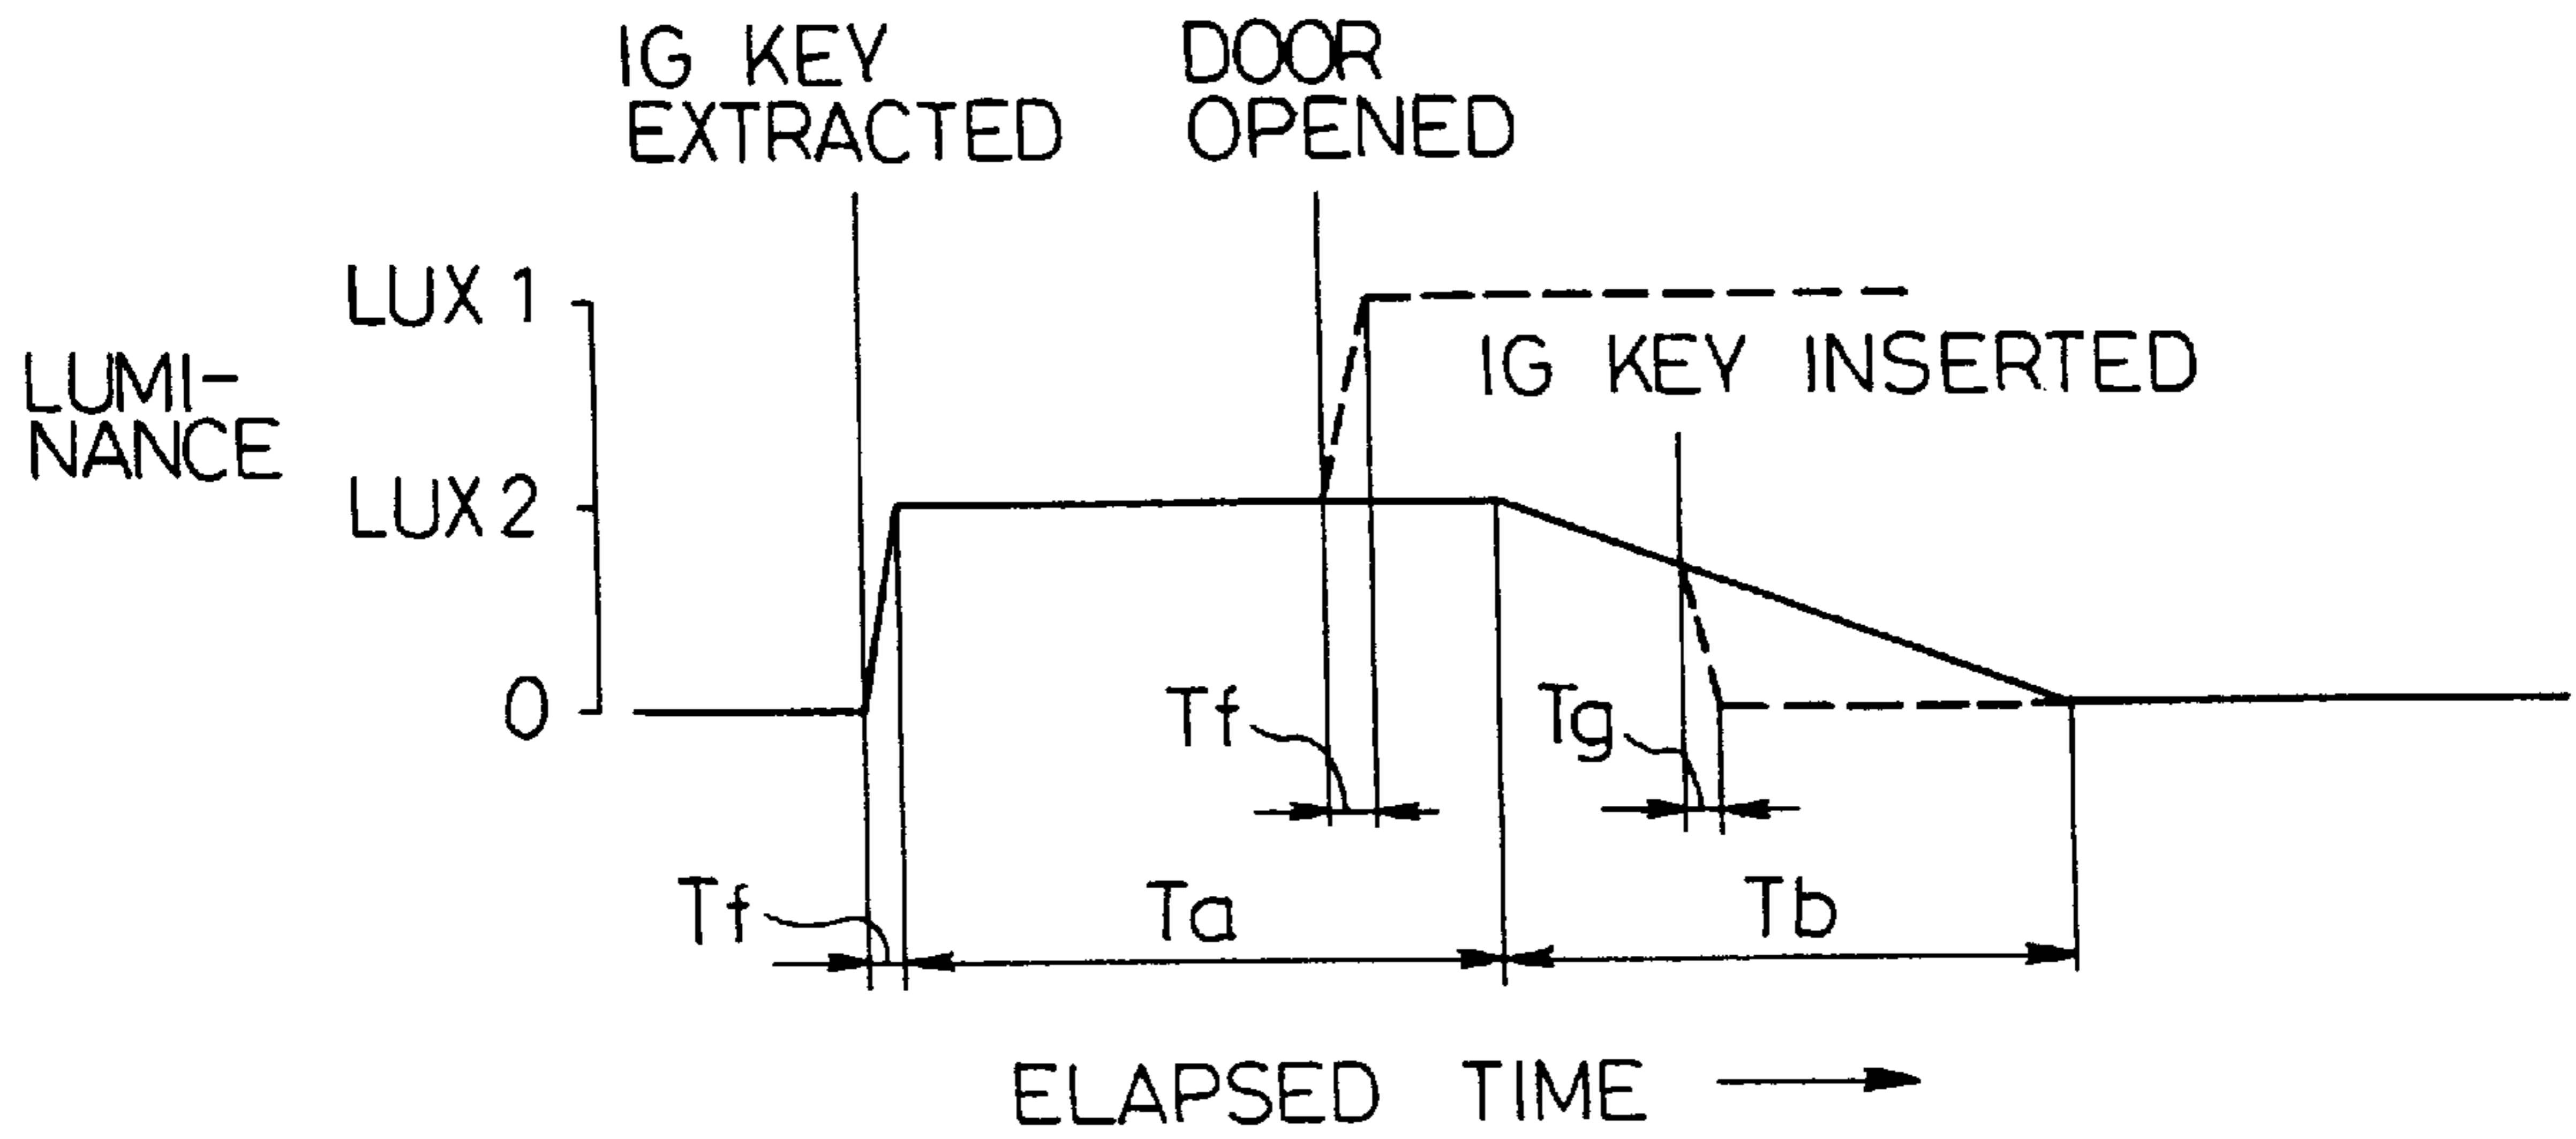 IG KEY
EXTRACTED
DOOR
OPENED
LUX 1
IG KEY INSERTED
LUMI-
NANCE
LUX 2
0
Tf
Tg
Tf
Ta
Tb
ELAPSED TIME